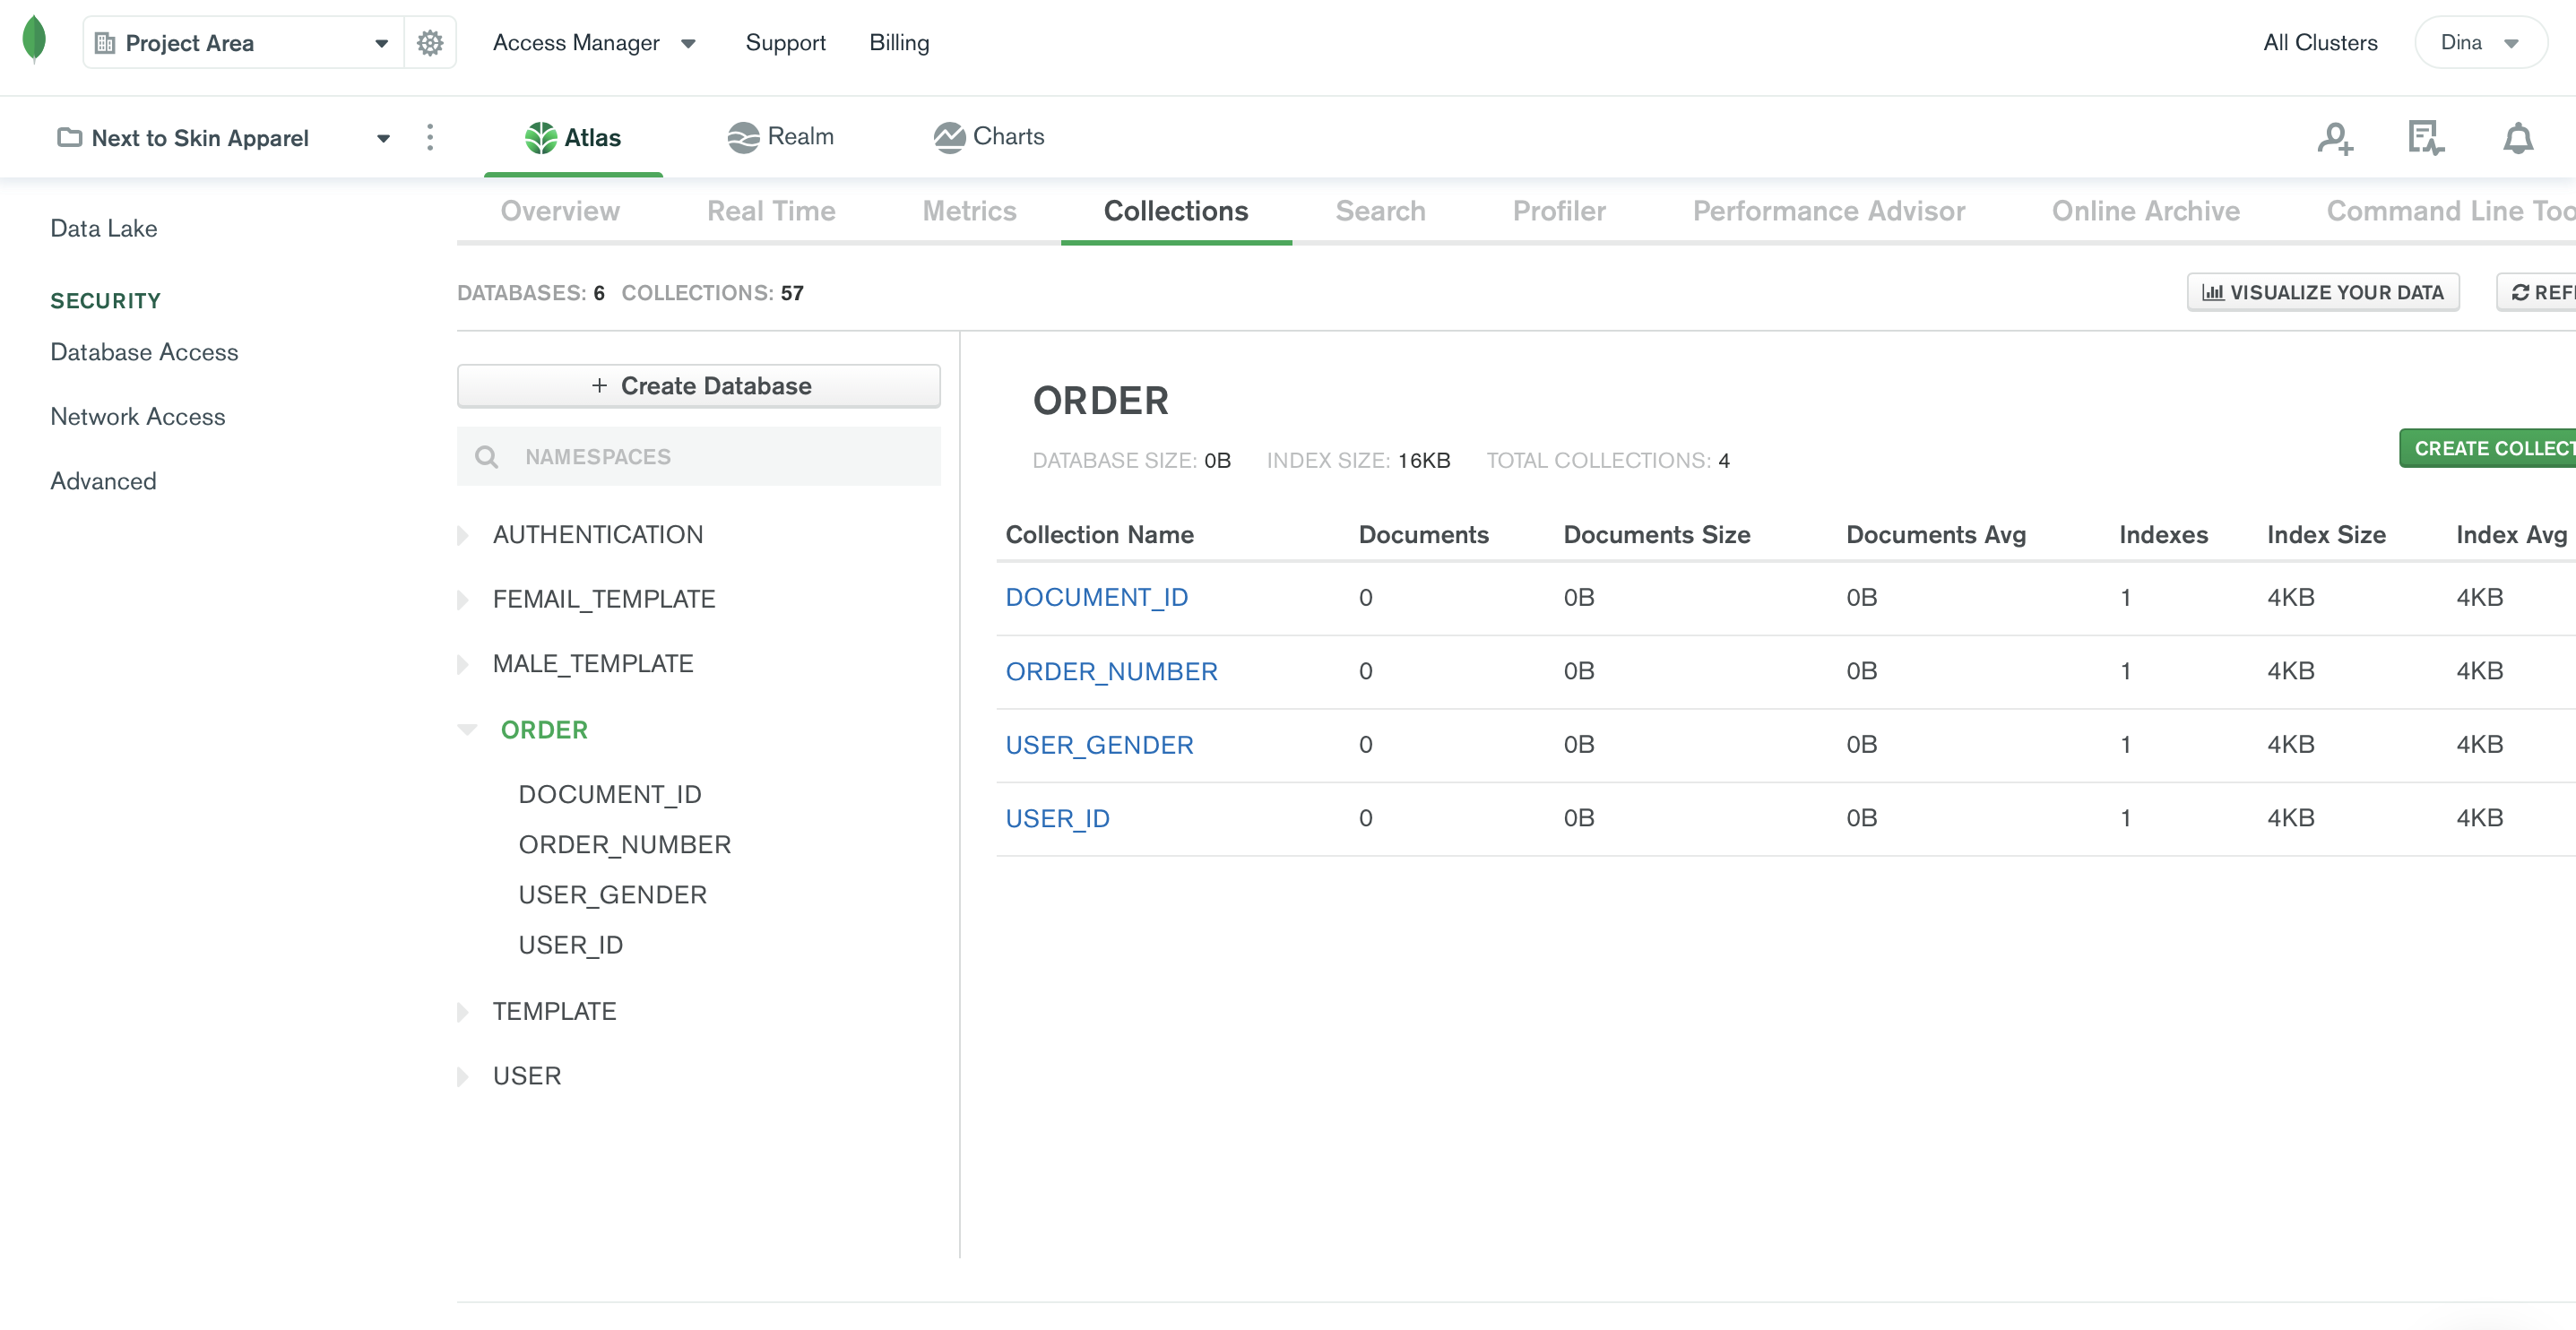 Project Area Access Manager Support Billing All Clusters Dina
Next to Skin Apparel Atlas Realm Charts
Data Lake
SECURITY
Database Access
Network Access
Advanced
Overview Real Time Metrics Collections Search Profiler Performance Advisor Online Archive Command Line Too
DATABASES: 6 COLLECTIONS: 57 VISUALIZE YOUR DATA REF
+ Create Database
NAMESPACES
AUTHENTICATION
FEMAIL_TEMPLATE
MALE_TEMPLATE
ORDER
DOCUMENT_ID
ORDER_NUMBER
USER_GENDER
USER_ID
TEMPLATE
USER
ORDER
DATABASE SIZE: 0B INDEX SIZE: 16KB TOTAL COLLECTIONS: 4
CREATE COLLECT
Collection Name Documents Documents Size Documents Avg Indexes Index Size Index Avg
DOCUMENT_ID 0 0B 0B 1 4KB 4KB
ORDER_NUMBER 0 0B 0B 1 4KB 4KB
USER_GENDER 0 0B 0B 1 4KB 4KB
USER_ID 0 0B 0B 1 4KB 4KB